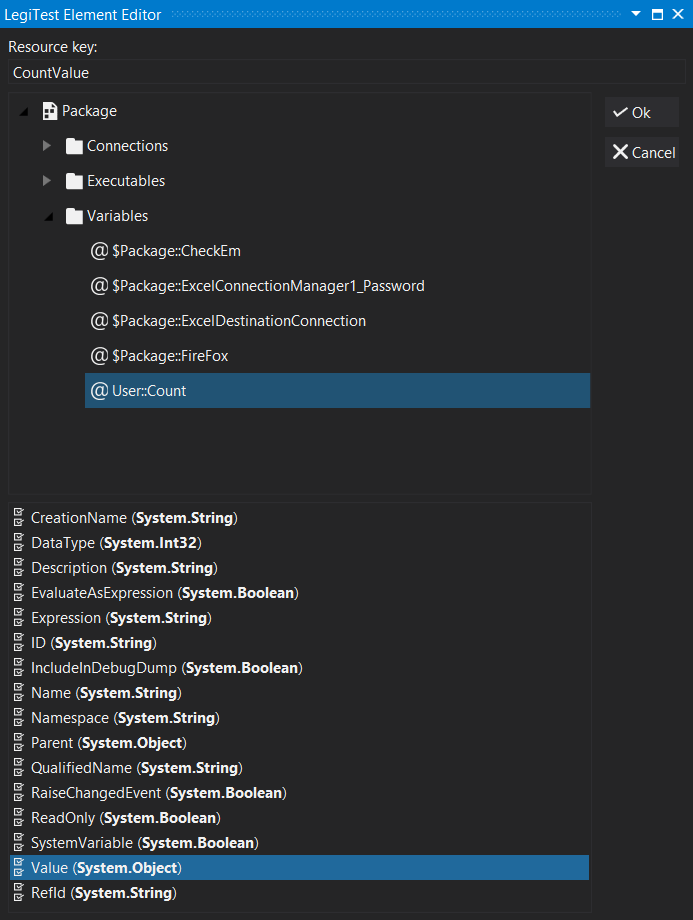 LegiTest Element Editor
Resource key:
CountValue
Package
Ok
Connections
Cancel
Executables
Variables
@ $Package::CheckEm
@ $Package::ExcelConnectionManager1_Password
@ $Package::ExcelDestinationConnection
@ $Package::FireFox
@ User::Count
CreationName (System.String)
DataType (System.Int32)
Description (System.String)
EvaluateAsExpression (System.Boolean)
Expression (System.String)
ID (System.String)
IncludeInDebugDump (System.Boolean)
Name (System.String)
Namespace (System.String)
Parent (System.Object)
QualifiedName (System.String)
RaiseChangedEvent (System.Boolean)
ReadOnly (System.Boolean)
SystemVariable (System.Boolean)
Value (System.Object)
RefId (System.String)